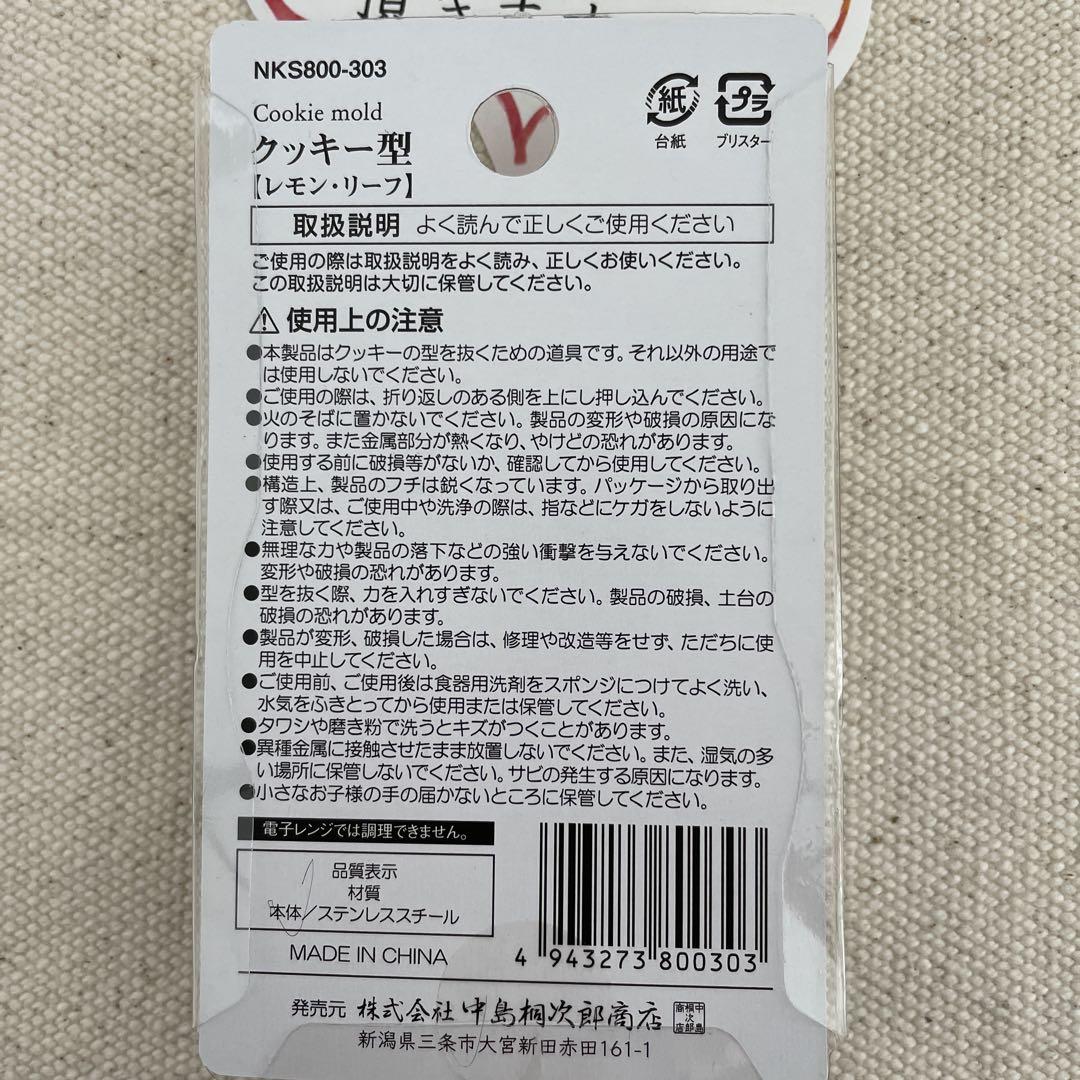 頂きます
NKS800-303
Cookie mold
クッキー型
【レモン・リーフ】
紙
台紙
プラ
ブリスター
取扱説明 よく読んで正しくご使用ください
ご使用の際は取扱説明をよく読み、正しくお使いください。
この取扱説明は大切に保管してください。
⚠使用上の注意
●本製品はクッキーの型を抜くための道具です。それ以外の用途で
は使用しないでください。
●ご使用の際は、折り返しのある側を上にし押し込んでください。
●火のそばに置かないでください。製品の変形や破損の原因にな
ります。また金属部分が熱くなり、やけどの恐れがあります。
●使用する前に破損等がないか、確認してから使用してください。
●構造上、製品のフチは鋭くなっています。パッケージから取り出
す際又は、ご使用中や洗浄の際は、指などにケガをしないように
注意してください。
●無理な力や製品の落下などの強い衝撃を与えないでください。
変形や破損の恐れがあります。
●型を抜く際、力を入れすぎないでください。製品の破損、土台の
破損の恐れがあります。
●製品が変形、破損した場合は、修理や改造等をせず、ただちに使
用を中止してください。
●ご使用前、ご使用後は食器用洗剤をスポンジにつけてよく洗い、
水気をふきとってから使用または保管してください。
●タワシや磨き粉で洗うとキズがつくことがあります。
●異種金属に接触させたまま放置しないでください。また、湿気の多
い場所に保管しないでください。サビの発生する原因になります。
●小さなお子様の手の届かないところに保管してください。
電子レンジでは調理できません。
品質表示
材質
本体/ステンレススチール
MADE IN CHINA
4 943273 800303
発売元 株式会社中島桐次郎商店
中島桐次郎商店
新潟県三条市大宮新田赤田161-1